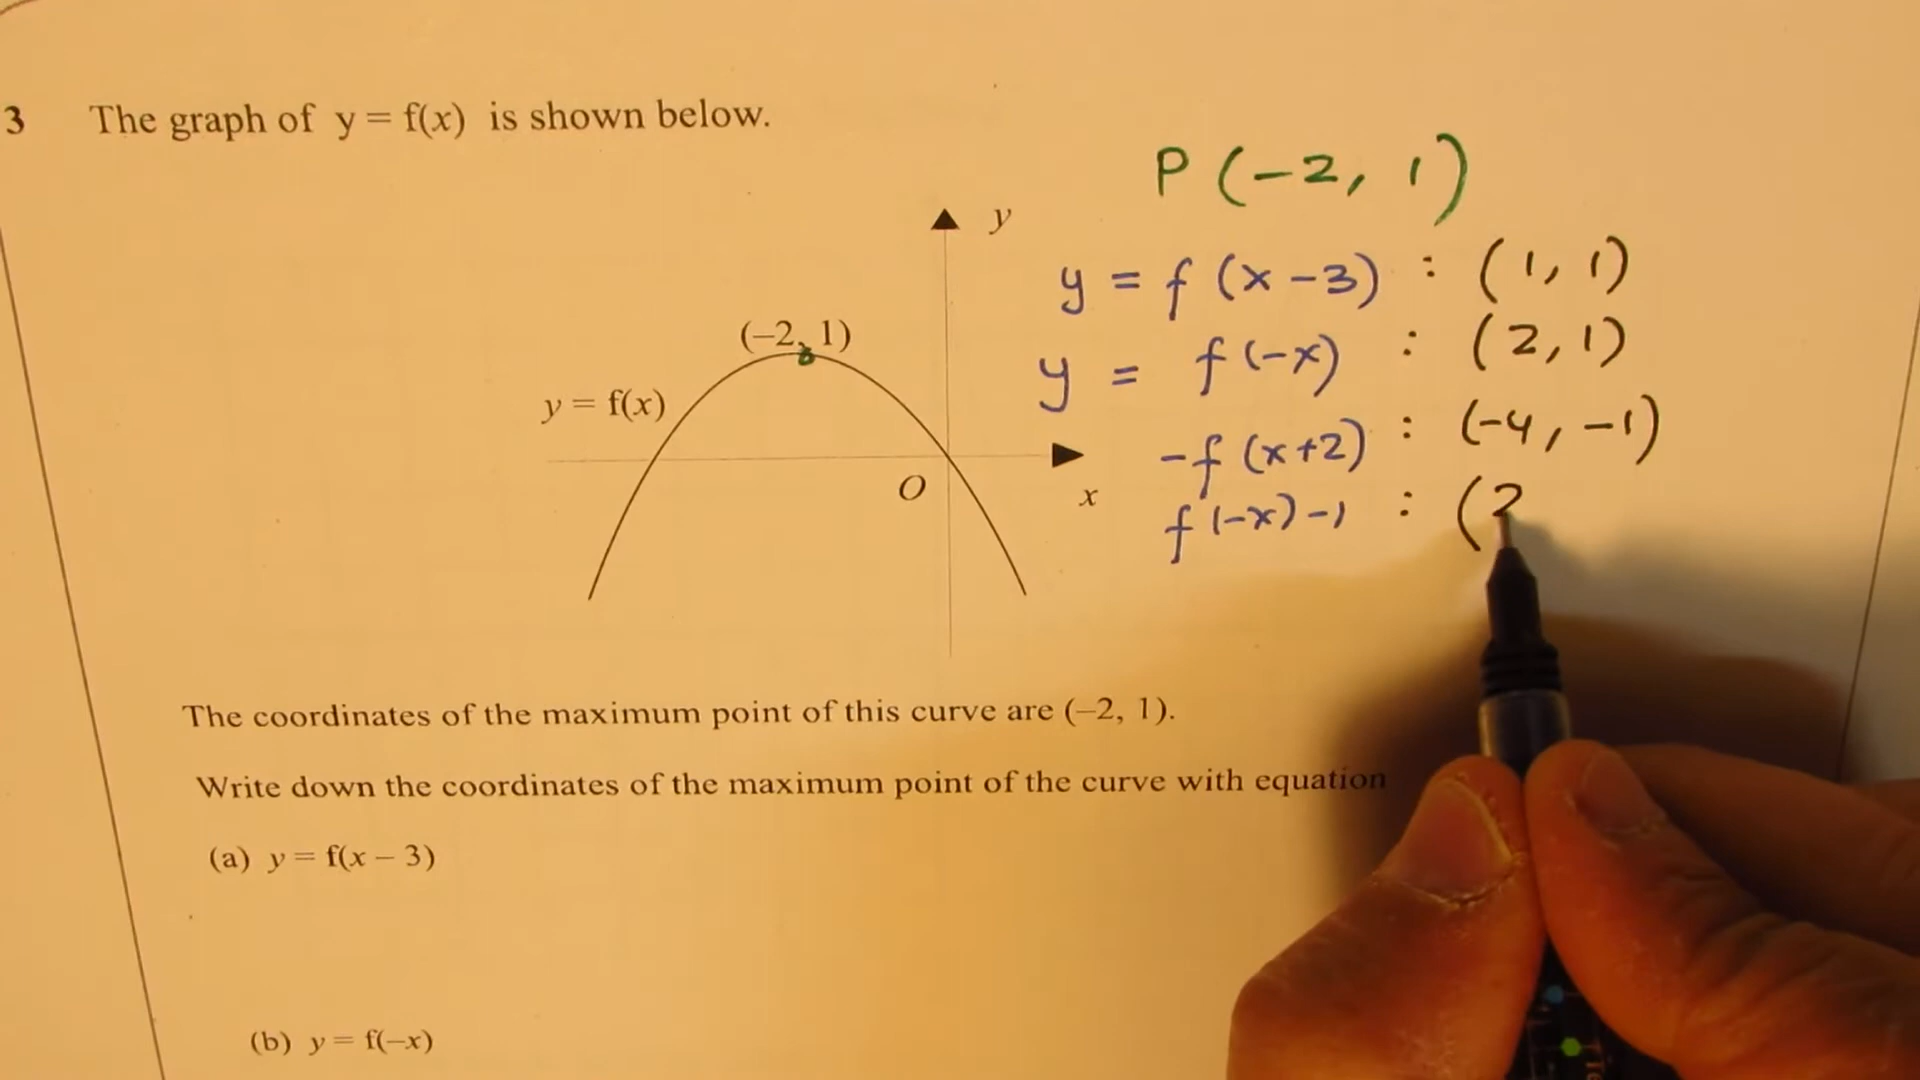 3 The graph of y = f(x) is shown below.
P (-2, 1)
y
y = f(x-3) : (1, 1)
(–2, 1)
y = f(-x) : (2, 1)
y = f(x)
-f(x+2) : (-4, -1)
O
x
f(-x)-1 : (2
The coordinates of the maximum point of this curve are (–2, 1).
Write down the coordinates of the maximum point of the curve with equation
(a) y = f(x – 3)
(b) y = f(–x)